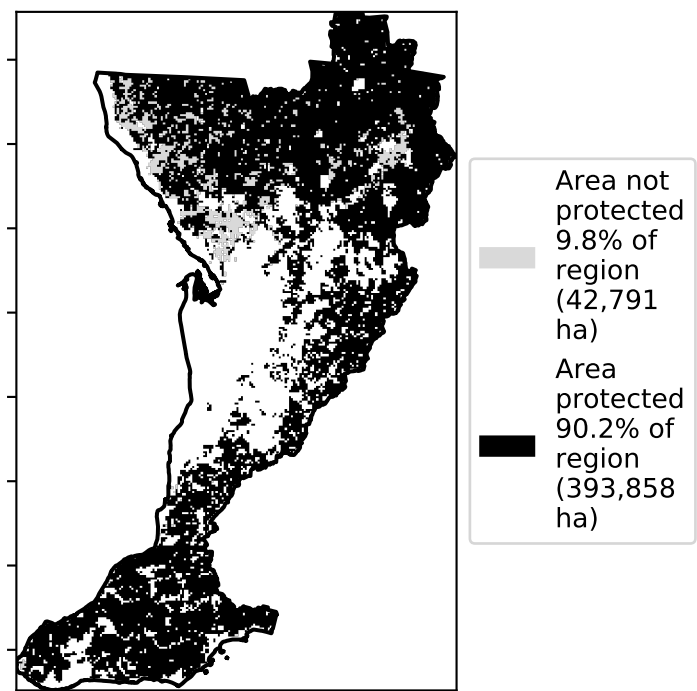 Area not
protected
9.8% of
region
(42,791
ha)
Area
protected
90.2% of
region
(393,858
ha)